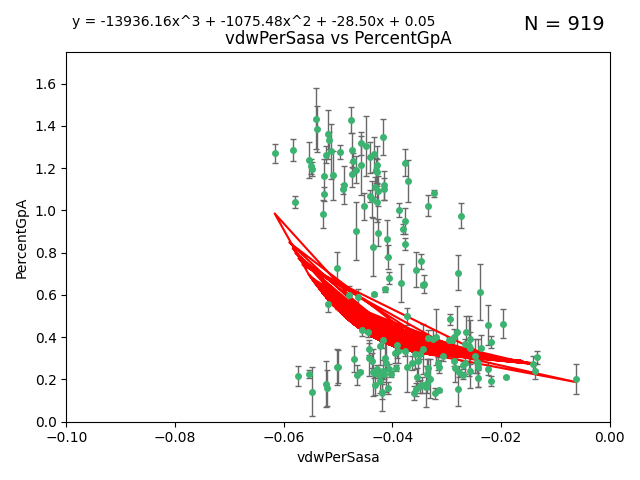 y = -13936.16x^3 + -1075.48x^2 + -28.50x + 0.05
N = 919
vdwPerSasa vs PercentGpA
PercentGpA
1.6
1.4
1.2
1.0
0.8
0.6
0.4
0.2
0.0
−0.10 −0.08 −0.06 −0.04 −0.02 0.00
vdwPerSasa